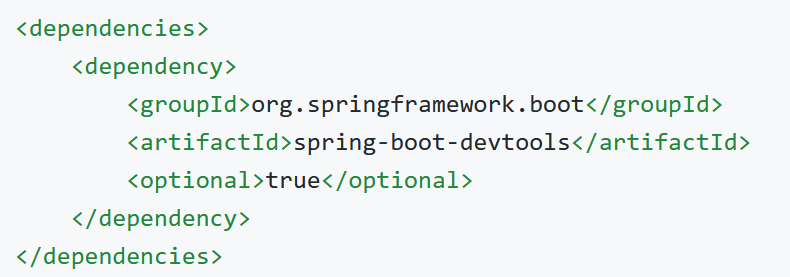 <dependencies>
    <dependency>
        <groupId>org.springframework.boot</groupId>
        <artifactId>spring-boot-devtools</artifactId>
        <optional>true</optional>
    </dependency>
</dependencies>